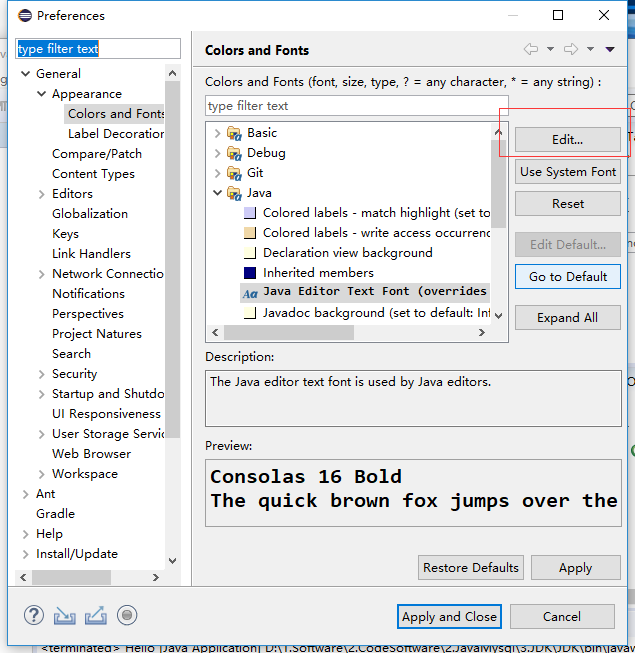 Preferences
type filter text
General
Appearance
Colors and Fonts
Label Decoration
Compare/Patch
Content Types
Editors
Globalization
Keys
Link Handlers
Network Connectio
Notifications
Perspectives
Project Natures
Search
Security
Startup and Shutdo
UI Responsiveness
User Storage Servic
Web Browser
Workspace
Ant
Gradle
Help
Install/Update
Colors and Fonts
Colors and Fonts (font, size, type, ? = any character, * = any string) :
type filter text
Basic
Debug
Git
Java
Colored labels - match highlight (set to
Colored labels - write access occurrenc
Declaration view background
Inherited members
Java Editor Text Font (overrides
Javadoc background (set to default: Inf
Edit...
Use System Font
Reset
Edit Default...
Go to Default
Expand All
Description:
The Java editor text font is used by Java editors.
Preview:
Consolas 16 Bold
The quick brown fox jumps over the
Restore Defaults
Apply
Apply and Close
Cancel
<terminated> Hello [Java Application] D:\1.Software\2.CodeSoftware\2.JavaMysql\3.JDK\JDK\bin\javaw